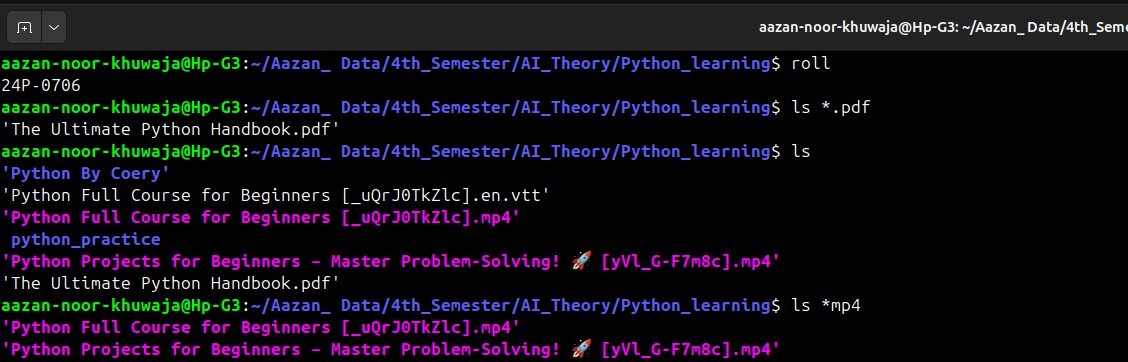 aazan-noor-khuwaja@Hp-G3: ~/Aazan_ Data/4th_Seme
aazan-noor-khuwaja@Hp-G3:~/Aazan_ Data/4th_Semester/AI_Theory/Python_learning$ roll
24P-0706
aazan-noor-khuwaja@Hp-G3:~/Aazan_ Data/4th_Semester/AI_Theory/Python_learning$ ls *.pdf
'The Ultimate Python Handbook.pdf'
aazan-noor-khuwaja@Hp-G3:~/Aazan_ Data/4th_Semester/AI_Theory/Python_learning$ ls
'Python By Coery'
'Python Full Course for Beginners [_uQrJ0TkZlc].en.vtt'
'Python Full Course for Beginners [_uQrJ0TkZlc].mp4'
python_practice
'Python Projects for Beginners – Master Problem-Solving! 🚀 [yVl_G-F7m8c].mp4'
'The Ultimate Python Handbook.pdf'
aazan-noor-khuwaja@Hp-G3:~/Aazan_ Data/4th_Semester/AI_Theory/Python_learning$ ls *mp4
'Python Full Course for Beginners [_uQrJ0TkZlc].mp4'
'Python Projects for Beginners – Master Problem-Solving! 🚀 [yVl_G-F7m8c].mp4'